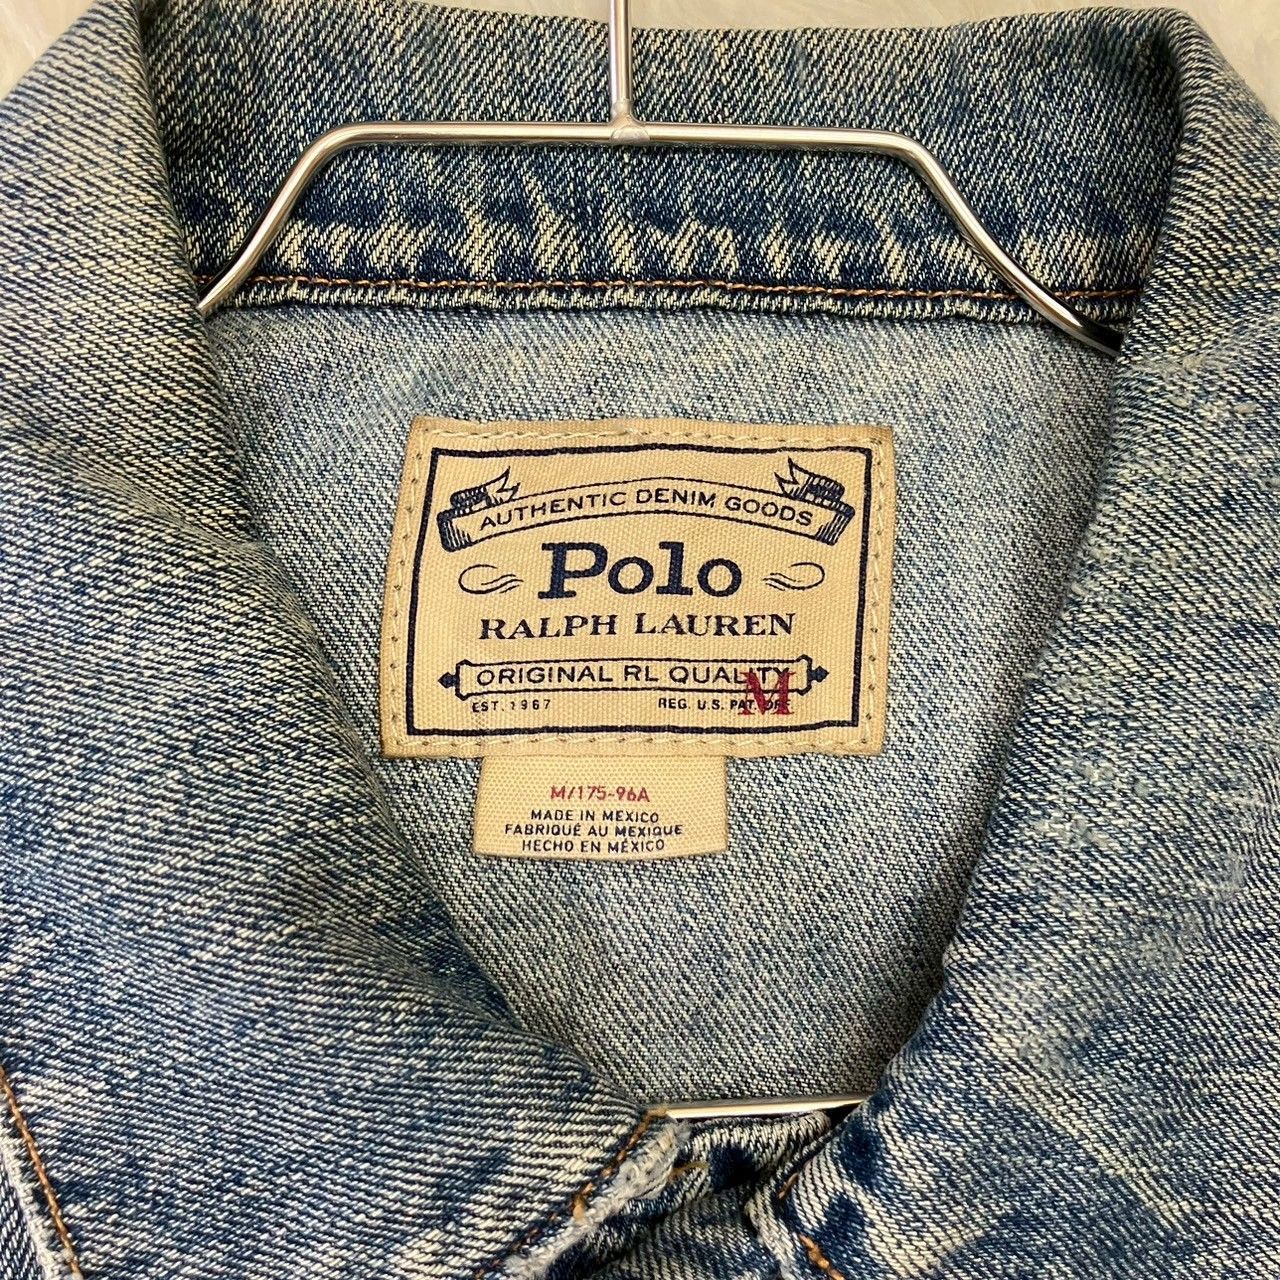 AUTHENTIC DENIM GOODS
Polo
RALPH LAUREN
ORIGINAL RL QUALITY
EST. 1967 REG. U.S. PAT. OFF.
M
M/175-96A
MADE IN MEXICO
FABRIQUÉ AU MEXIQUE
HECHO EN MÉXICO